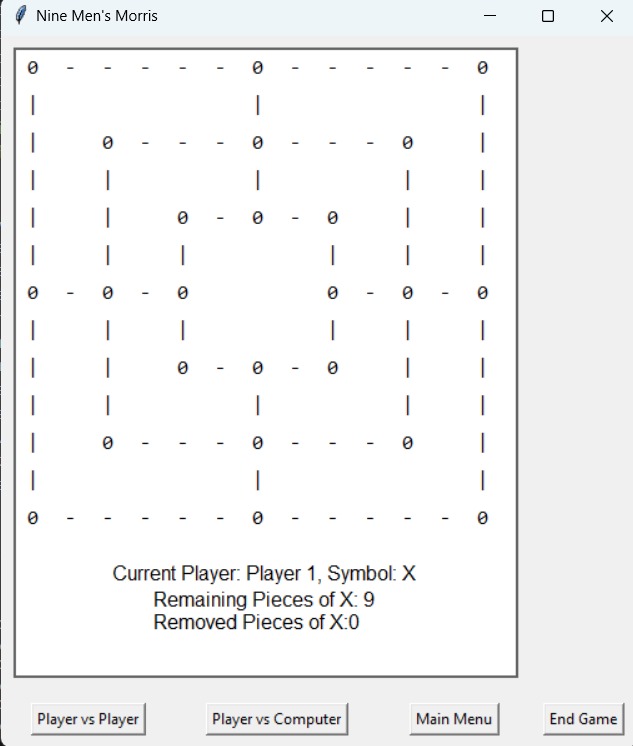 Nine Men's Morris
0 - - - - - 0 - - - - - 0
|           |           |
|   0 - - - 0 - - - 0   |
|   |       |       |   |
|   |   0 - 0 - 0   |   |
|   |   |       |   |   |
0 - 0 - 0       0 - 0 - 0
|   |   |       |   |   |
|   |   0 - 0 - 0   |   |
|   |       |       |   |
|   0 - - - 0 - - - 0   |
|           |           |
0 - - - - - 0 - - - - - 0
Current Player: Player 1, Symbol: X
Remaining Pieces of X: 9
Removed Pieces of X:0
Player vs Player Player vs Computer Main Menu End Game